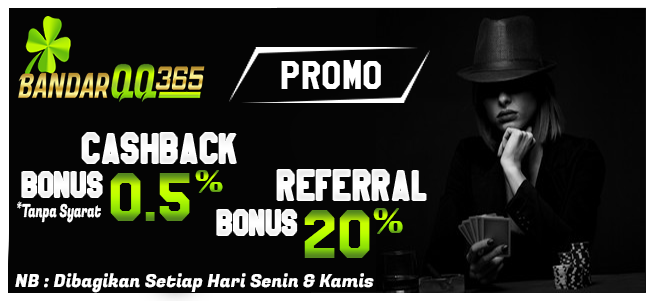 BANDARQQ365
PROMO
CASHBACK
BONUS 0.5%
*Tanpa Syarat
REFERRAL
BONUS 20%
NB : Dibagikan Setiap Hari Senin & Kamis